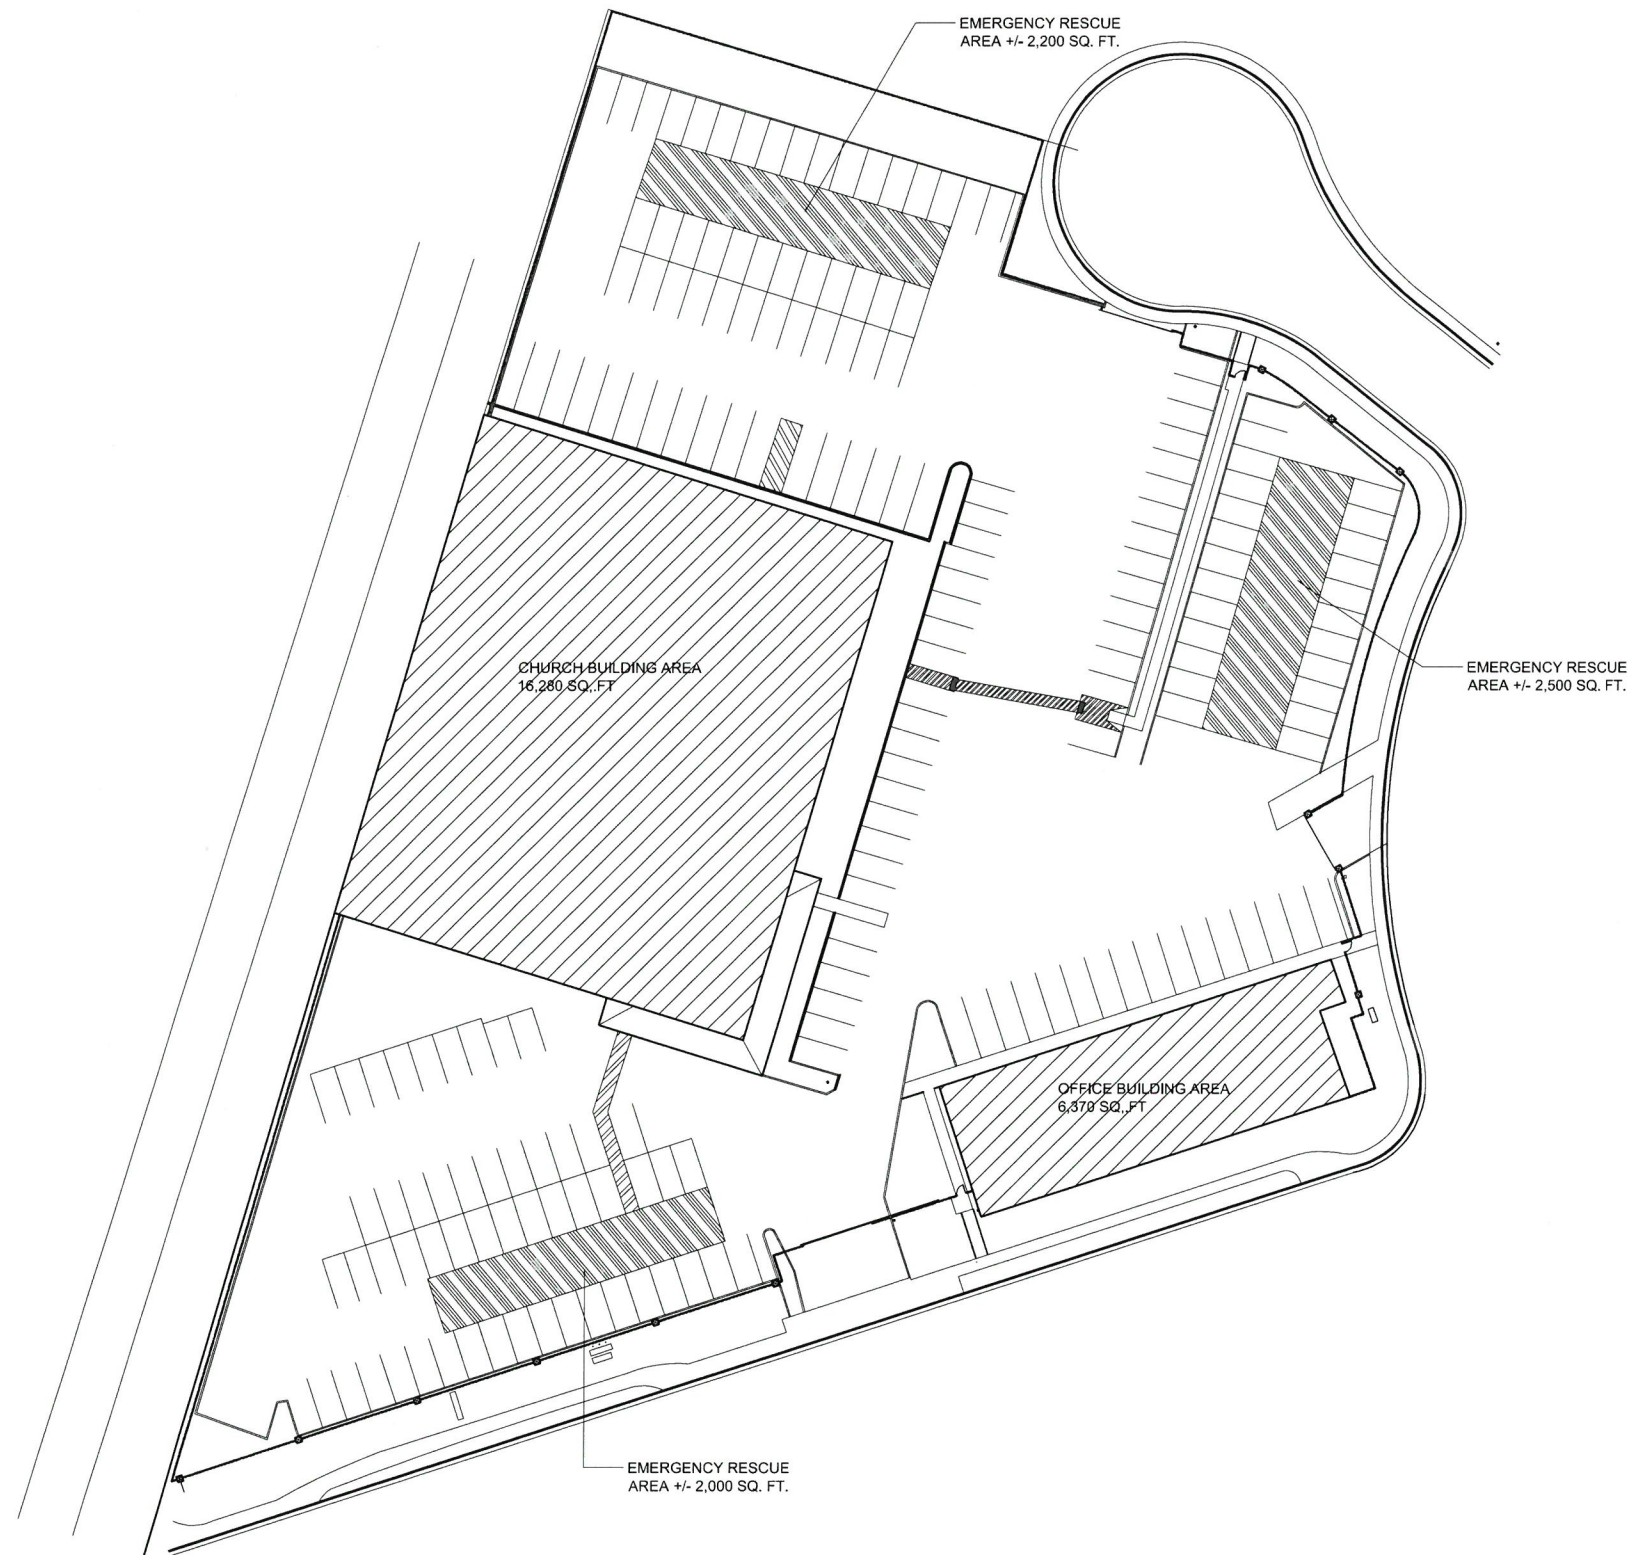 EMERGENCY RESCUE
AREA +/- 2,200 SQ. FT.
CHURCH BUILDING AREA
16,280 SQ,.FT
EMERGENCY RESCUE
AREA +/- 2,500 SQ. FT.
OFFICE BUILDING AREA
6,370 SQ,.FT
EMERGENCY RESCUE
AREA +/- 2,000 SQ. FT.